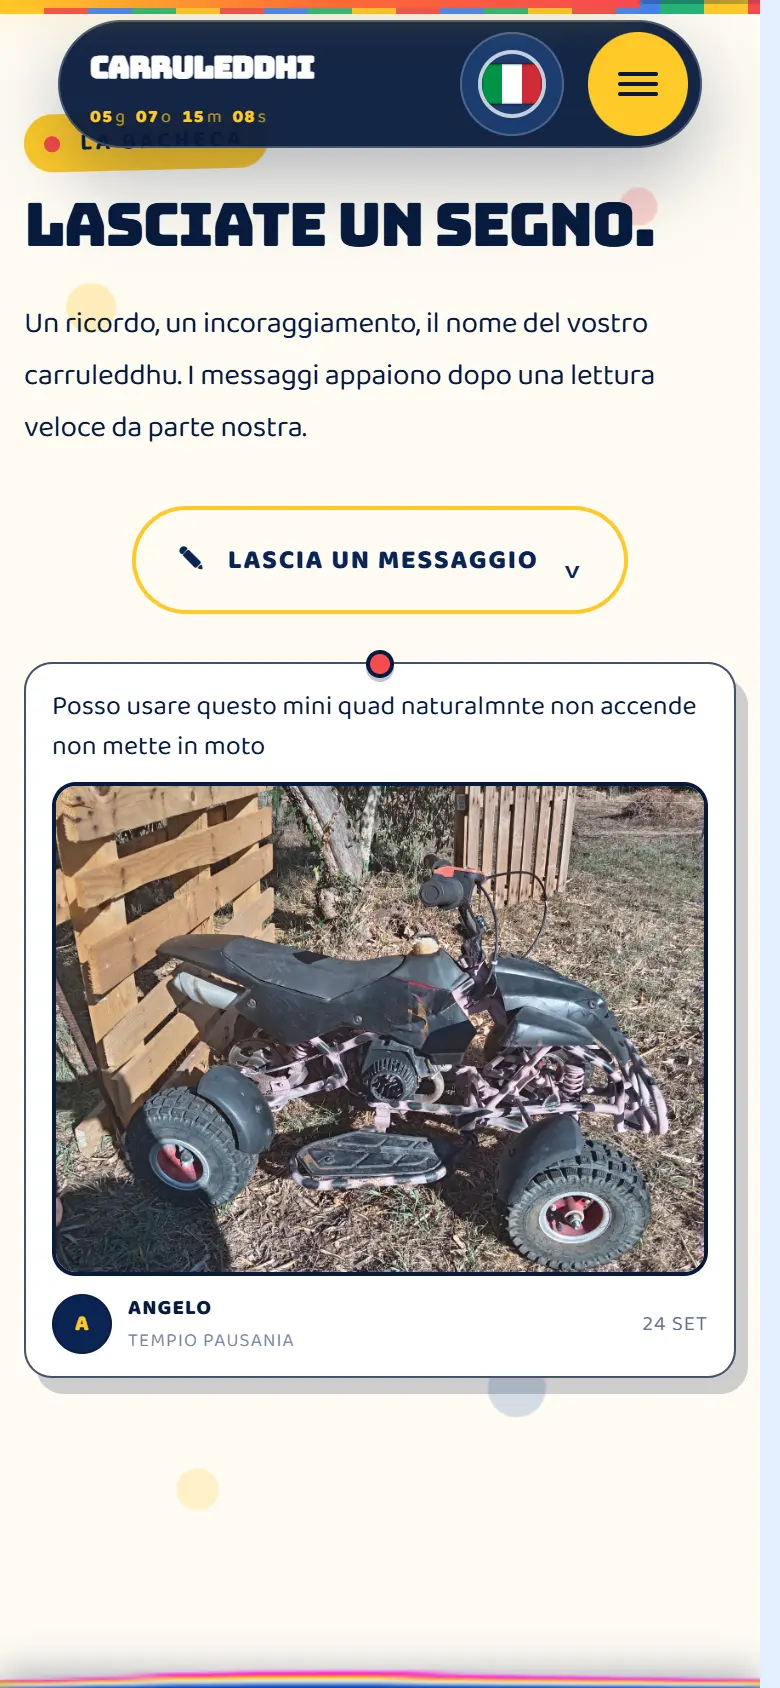 CARRULEDDHI
05g 07o 15m 08s
LA BACHECA
LASCIATE UN SEGNO.
Un ricordo, un incoraggiamento, il nome del vostro
carruleddhu. I messaggi appaiono dopo una lettura
veloce da parte nostra.
LASCIA UN MESSAGGIO v
Posso usare questo mini quad naturalmnte non accende
non mette in moto
A
ANGELO
TEMPIO PAUSANIA
24 SET